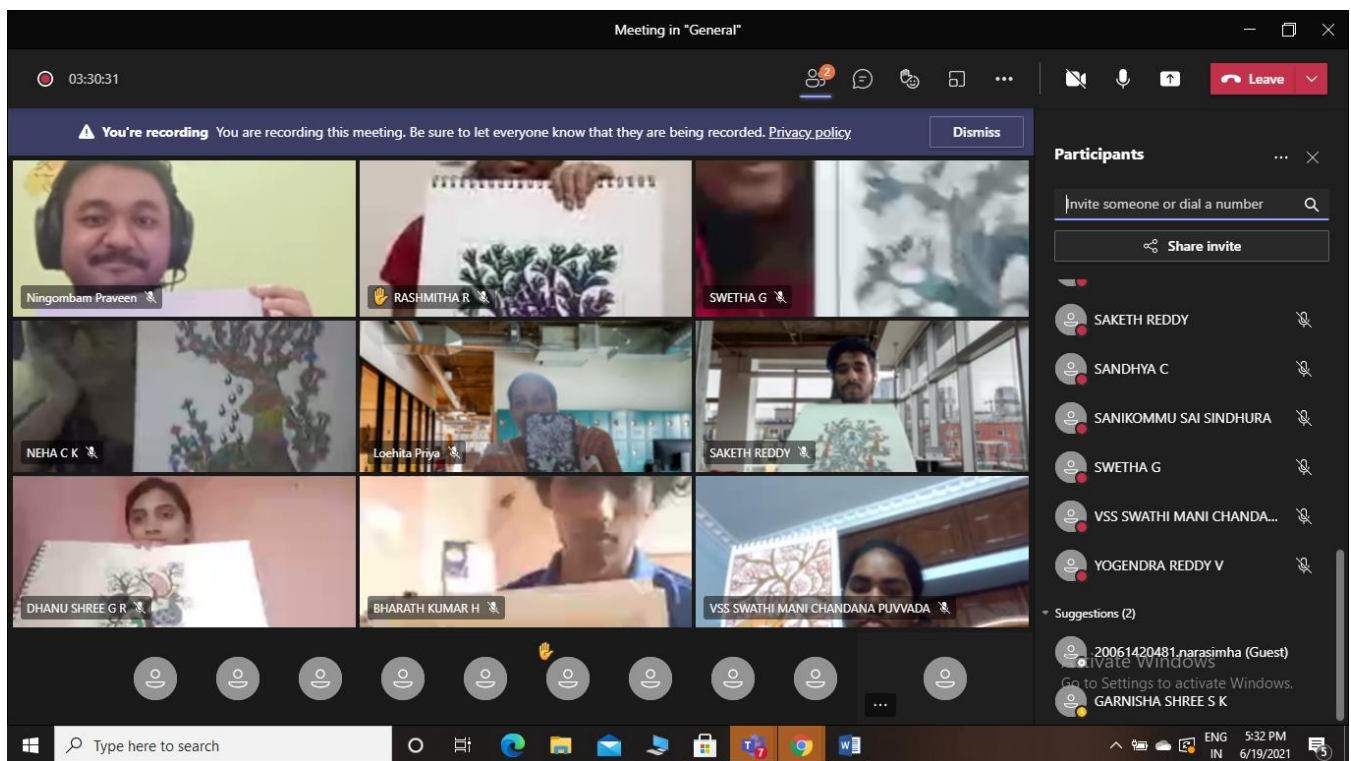 Meeting in "General"
03:30:31
2
Leave
You're recording You are recording this meeting. Be sure to let everyone know that they are being recorded. Privacy policy
Dismiss
Participants
Invite someone or dial a number
Share invite
Ningombam Praveen
RASHMITHA R
SWETHA G
NEHA C K
Loehita Priya
SAKETH REDDY
DHANU SHREE G R
BHARATH KUMAR H
VSS SWATHI MANI CHANDANA PUVVADA
SAKETH REDDY
SANDHYA C
SANIKOMMU SAI SINDHURA
SWETHA G
VSS SWATHI MANI CHANDA...
YOGENDRA REDDY V
Suggestions (2)
20061420481.narasimha (Guest)
Activate Windows
Go to Settings to activate Windows.
GARNISHA SHREE S K
Type here to search
7
W
ENG
IN
5:32 PM
6/19/2021
5